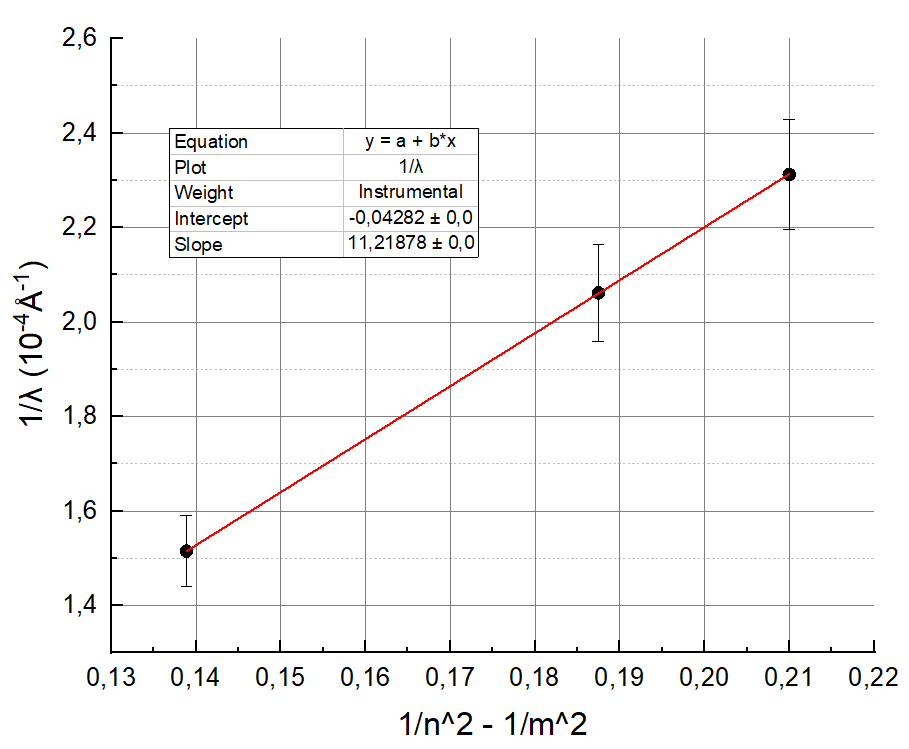 2,6
2,4
2,2
2,0
1,8
1,6
1,4
1/λ (10-4Å-1)
Equation y = a + b*x
Plot 1/λ
Weight Instrumental
Intercept -0,04282 ± 0,0
Slope 11,21878 ± 0,0
0,13 0,14 0,15 0,16 0,17 0,18 0,19 0,20 0,21 0,22
1/n^2 - 1/m^2